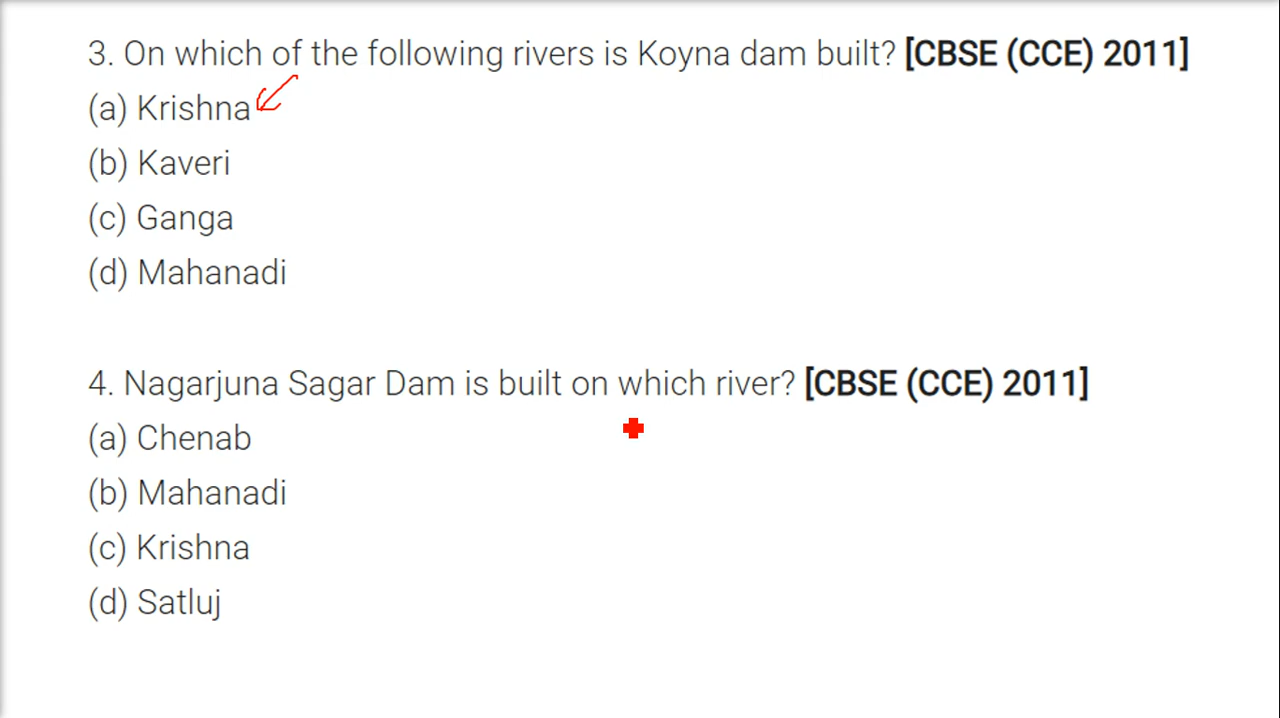 3. On which of the following rivers is Koyna dam built? [CBSE (CCE) 2011]
(a) Krishna
(b) Kaveri
(c) Ganga
(d) Mahanadi
4. Nagarjuna Sagar Dam is built on which river? [CBSE (CCE) 2011]
(a) Chenab
(b) Mahanadi
(c) Krishna
(d) Satluj